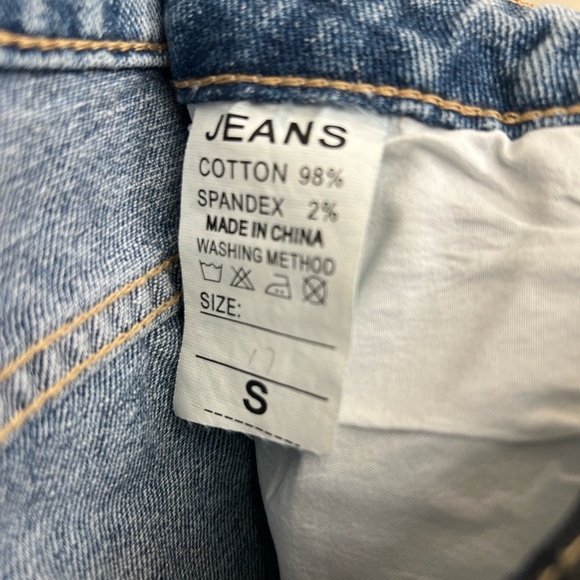 JEANS
COTTON 98%
SPANDEX 2%
MADE IN CHINA
WASHING METHOD
SIZE:
S